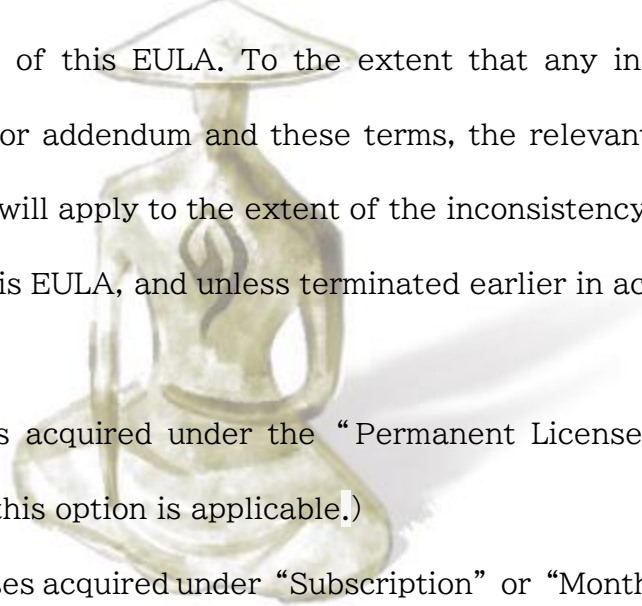 of this EULA. To the extent that any in
or addendum and these terms, the relevant
will apply to the extent of the inconsistency
is EULA, and unless terminated earlier in ac
s acquired under the “Permanent License
this option is applicable.)
ses acquired under “Subscription” or “Month